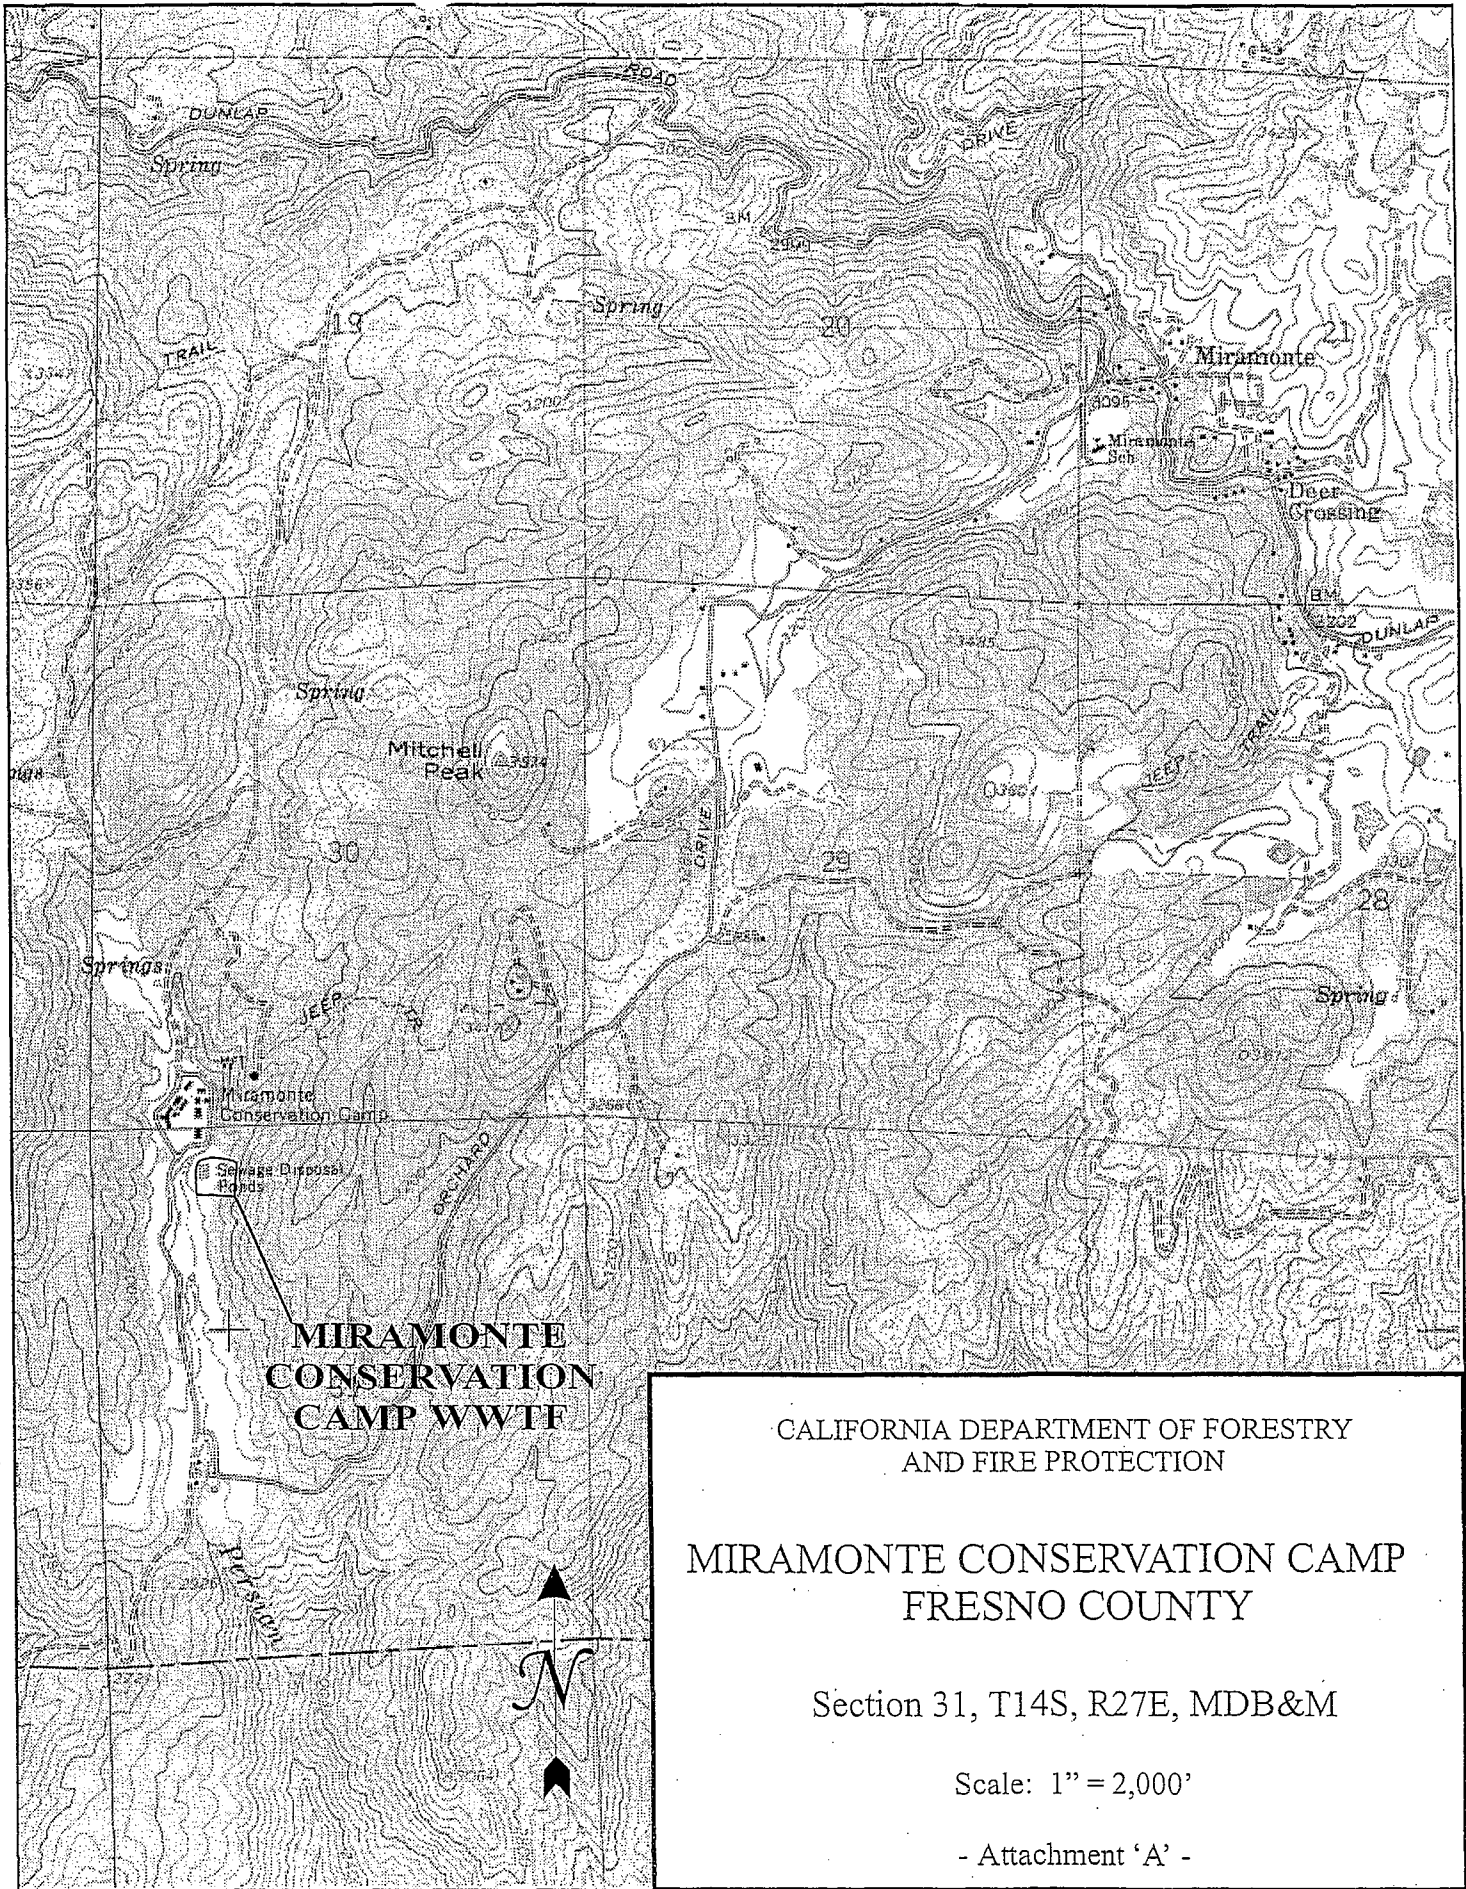 ROAD
DUNLAP
DRIVE
Spring
BM
2999
Spring
19
20
21
TRAIL
Miramonte
3200
3095
Miramonte
Sch
Deer
Crossing
BM
3202
DUNLAP
3485
Spring
Mitchell
Peak
TRAIL
JEEP
DRIVE
30
29
28
Springs
JEEP
TR
Spring
Miramonte
Conservation Camp
Sewage Disposal
Ponds
ORCHARD
MIRAMONTE
CONSERVATION
CAMP WWTF
Persian
N
CALIFORNIA DEPARTMENT OF FORESTRY
AND FIRE PROTECTION
MIRAMONTE CONSERVATION CAMP
FRESNO COUNTY
Section 31, T14S, R27E, MDB&M
Scale: 1” = 2,000’
- Attachment ‘A’ -